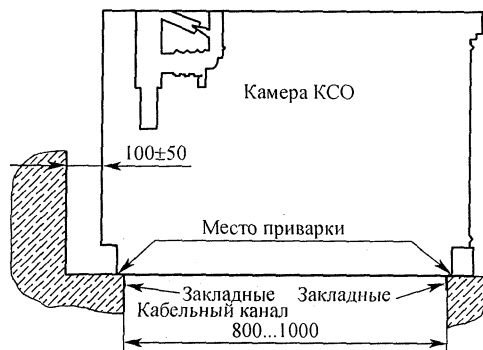 Камера КСО
100±50
Место приварки
Закладные Закладные
Кабельный канал
800...1000